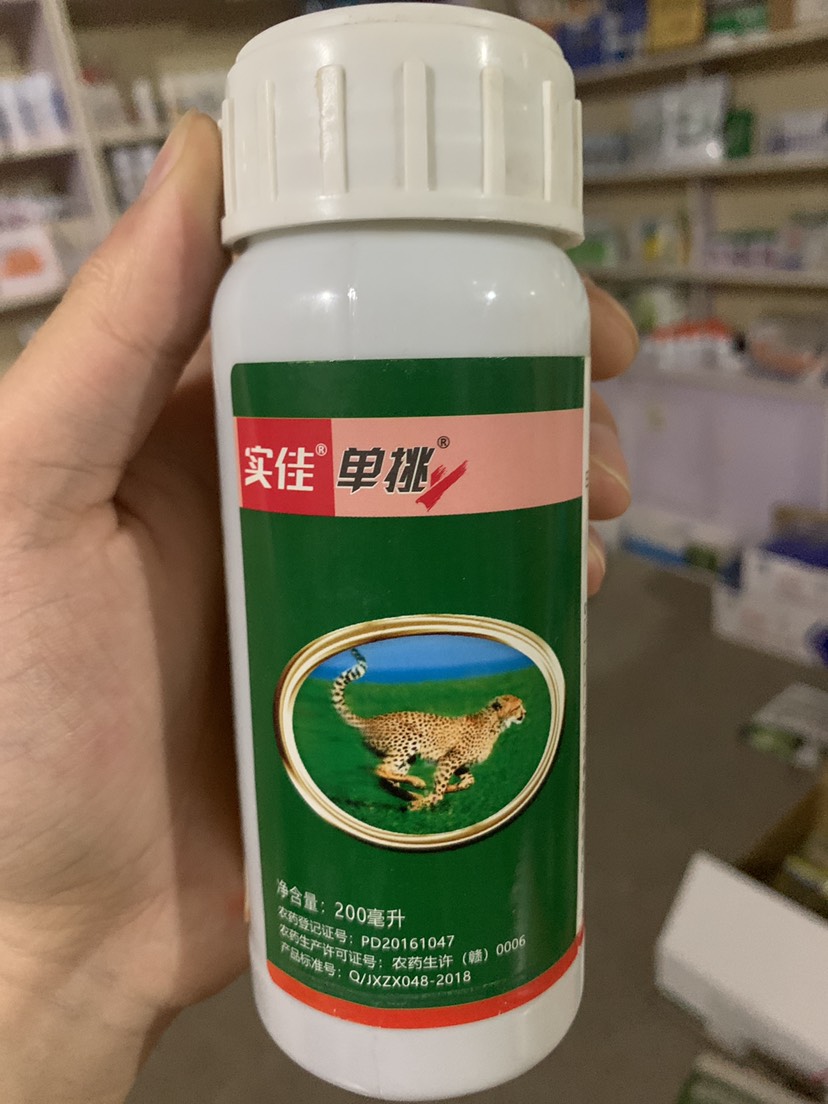 实佳® 单挑®
净含量：200毫升
农药登记证号：PD20161047
农药生产许可证号：农药生许（赣）0006
产品标准号：Q/JXZX048-2018